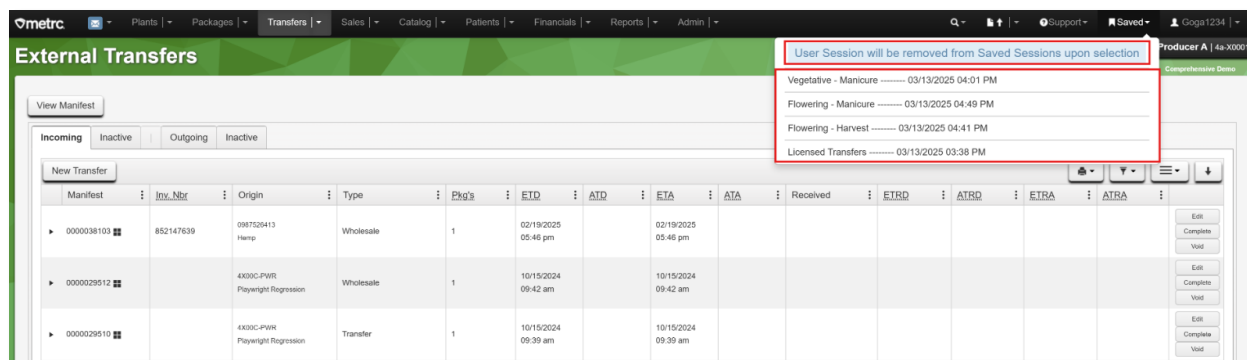 metrc Plants | Packages | Transfers | Sales | Catalog | Patients | Financials | Reports | Admin | Support Saved Goga1234 |
External Transfers
User Session will be removed from Saved Sessions upon selection
Producer A | 4a-X0001
Comprehensive Demo
Vegetative - Manicure -------- 03/13/2025 04:01 PM
Flowering - Manicure -------- 03/13/2025 04:49 PM
Flowering - Harvest -------- 03/13/2025 04:41 PM
Licensed Transfers -------- 03/13/2025 03:38 PM
View Manifest
Incoming Inactive | Outgoing Inactive
New Transfer
Manifest Inv. Nbr Origin Type Pkg's ETD ATD ETA ATA Received ETRD ATRD ETRA ATRA
0000038103 852147639 0987526413 Wholesale 1 02/19/2025 02/19/2025 Edit
Hemp 05:46 pm 05:46 pm Complete
Void
0000029512 4X00C-PWR Wholesale 1 10/15/2024 10/15/2024 Edit
Playwright Regression 09:42 am 09:42 am Complete
Void
0000029510 4X00C-PWR Transfer 1 10/15/2024 10/15/2024 Edit
Playwright Regression 09:39 am 09:39 am Complete
Void